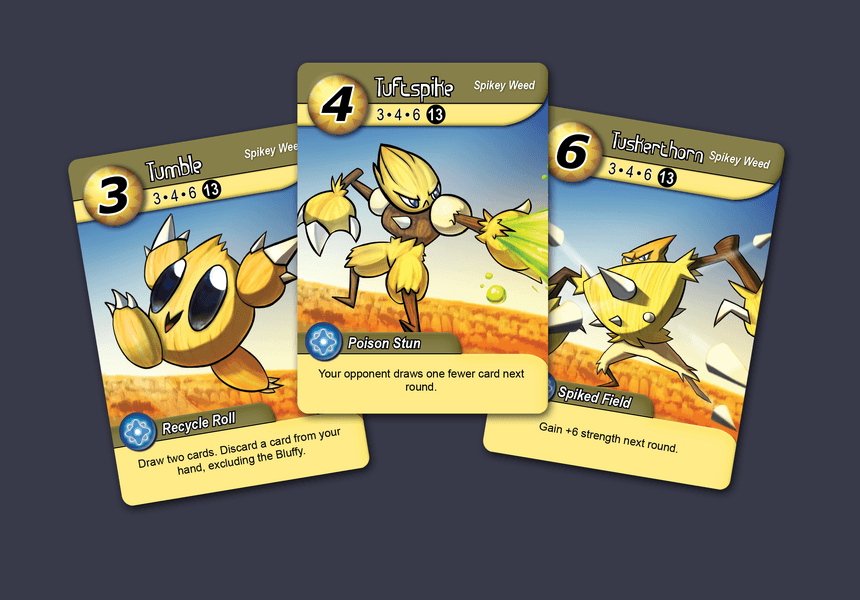 3
Tumble
Spikey Wee
3•4•6 13
Recycle Roll
Draw two cards. Discard a card from your
hand, excluding the Bluffy.
4
Tuftspike
Spikey Weed
3•4•6 13
Poison Stun
Your opponent draws one fewer card next
round.
6
Tuskerthorn
Spikey Weed
3•4•6 13
Spiked Field
Gain +6 strength next round.